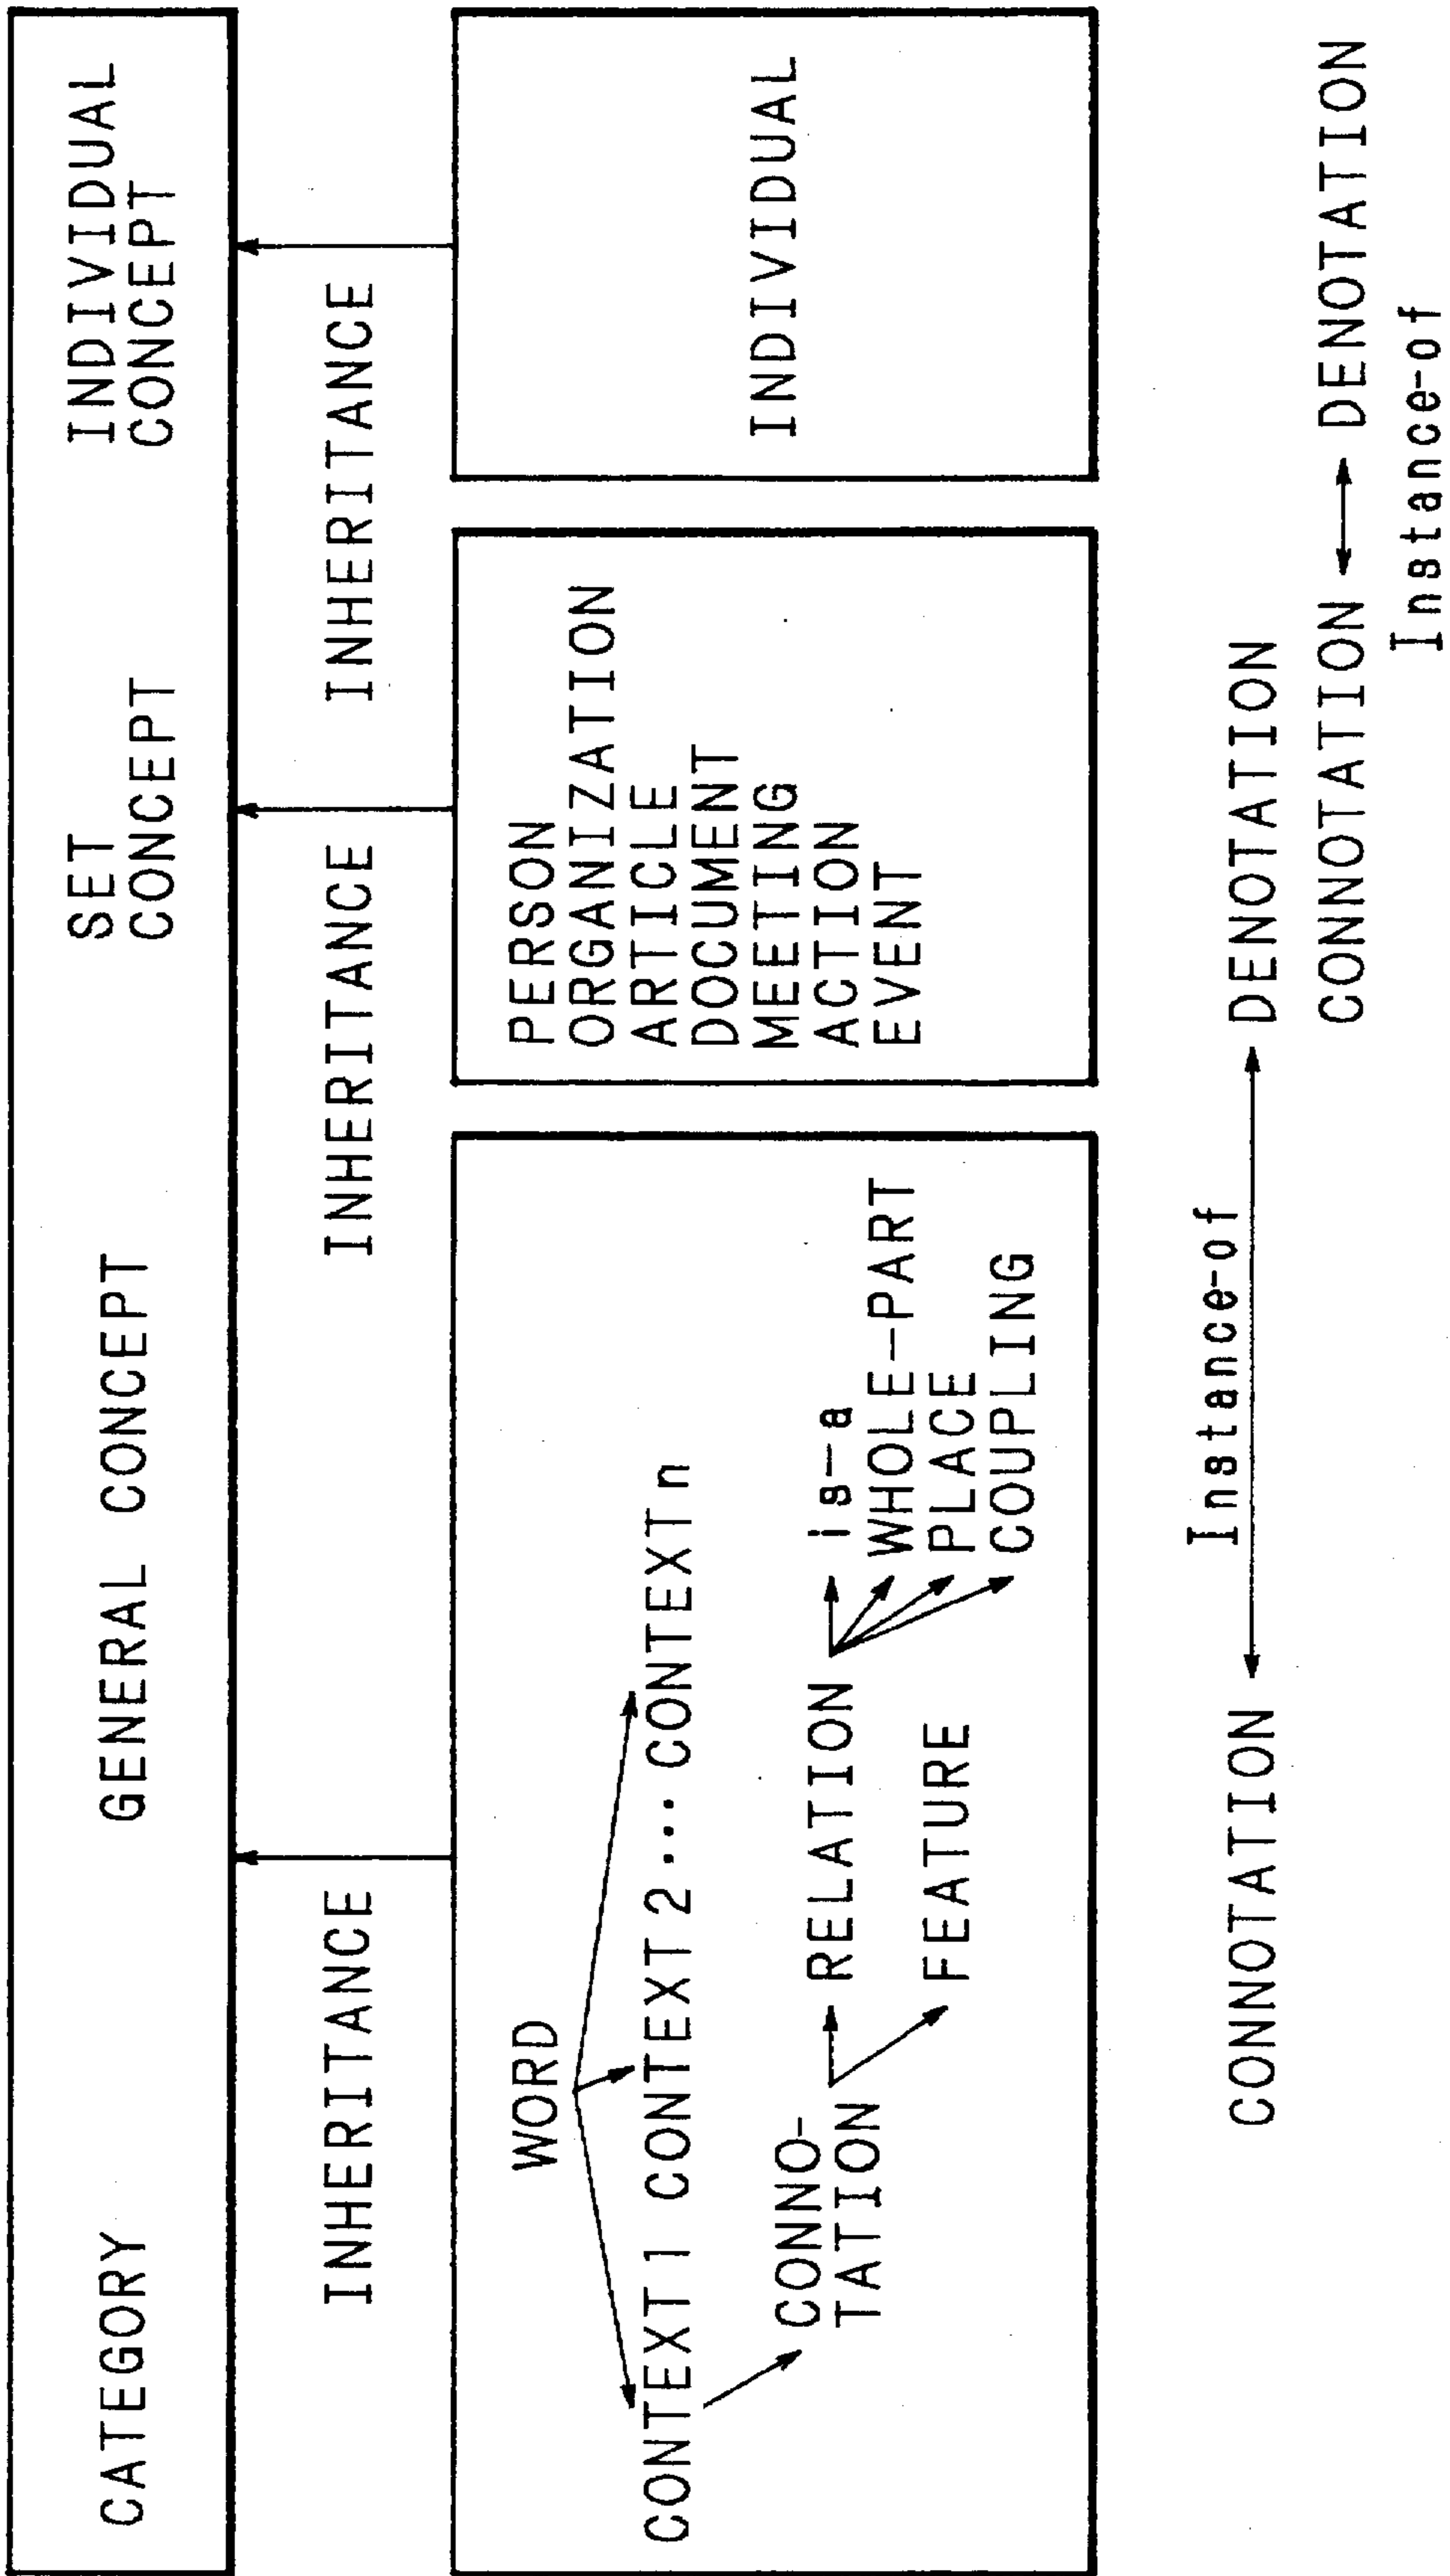 CATEGORY GENERAL CONCEPT SET CONCEPT INDIVIDUAL CONCEPT
INHERITANCE INHERITANCE INHERITANCE
WORD
CONTEXT 1 CONTEXT 2 ... CONTEXT n
CONNO-
TATION
RELATION
FEATURE
is-a
WHOLE-PART
PLACE
COUPLING
PERSON
ORGANIZATION
ARTICLE
DOCUMENT
MEETING
ACTION
EVENT
INDIVIDUAL
Instance-of
CONNOTATION DENOTATION
CONNOTATION DENOTATION
Instance-of